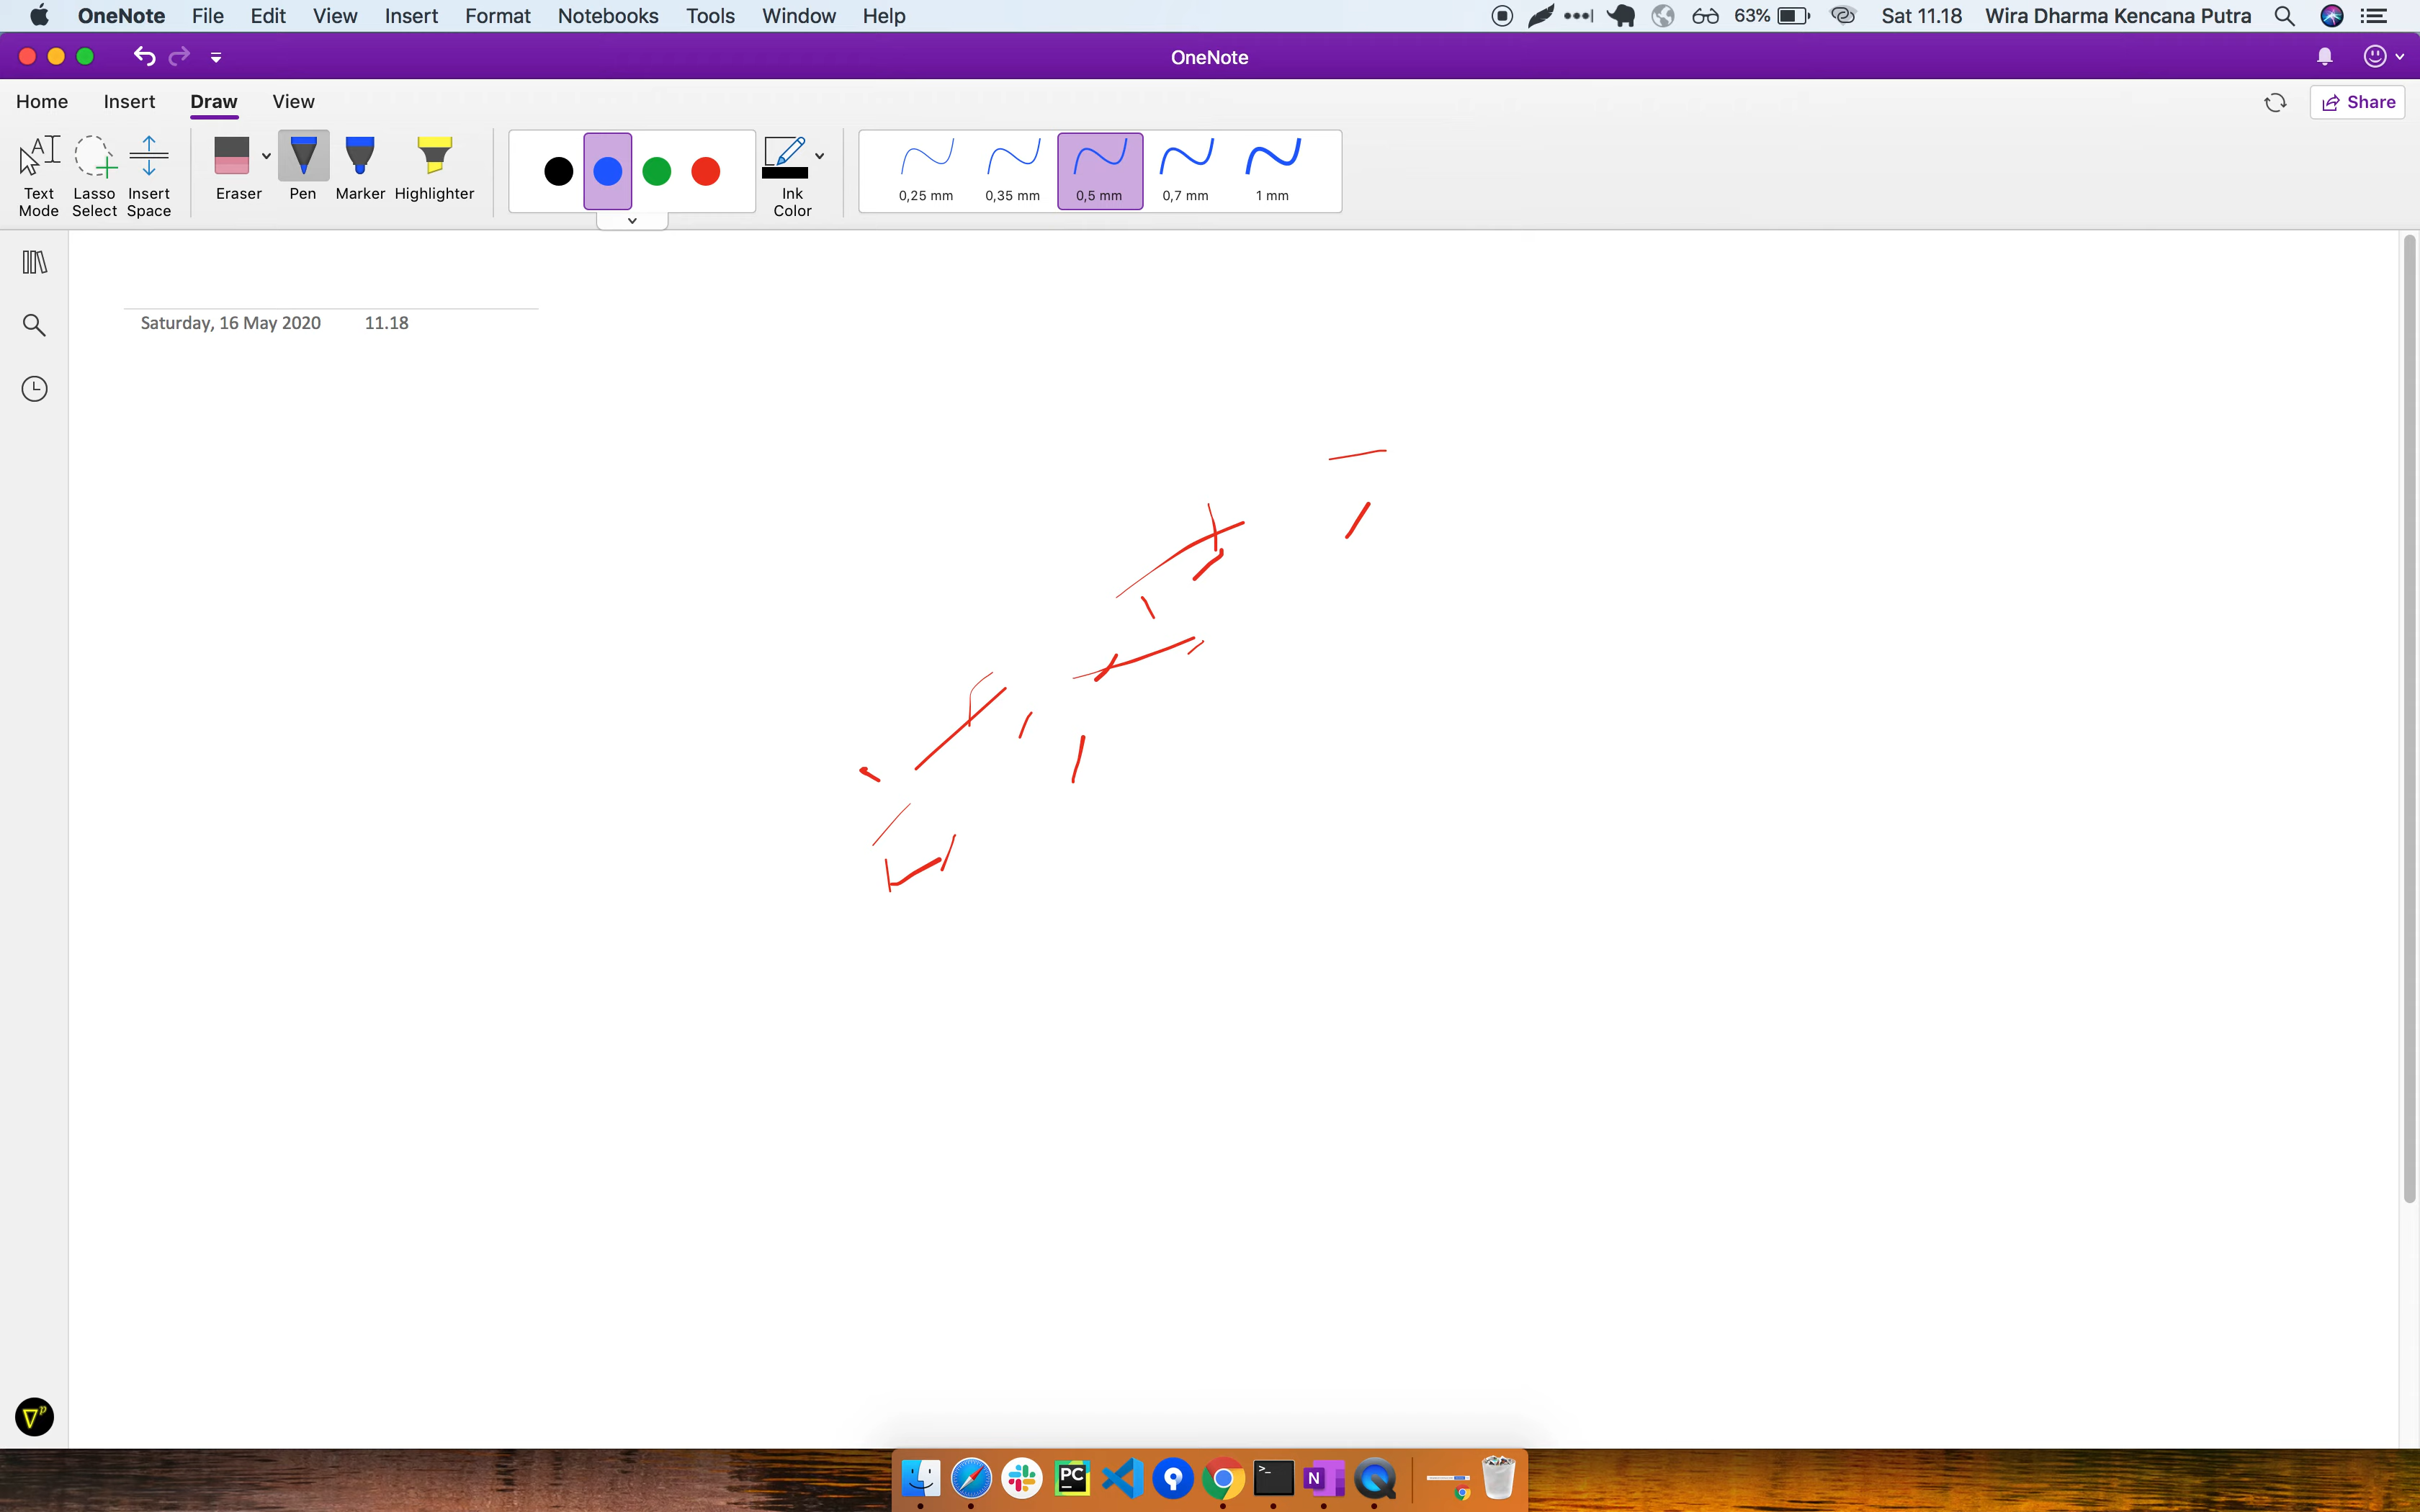 OneNote File Edit View Insert Format Notebooks Tools Window Help 63% Sat 11.18 Wira Dharma Kencana Putra
OneNote
Home Insert Draw View Share
Text Mode Lasso Select Insert Space Eraser Pen Marker Highlighter Ink Color 0,25 mm 0,35 mm 0,5 mm 0,7 mm 1 mm
Saturday, 16 May 2020 11.18